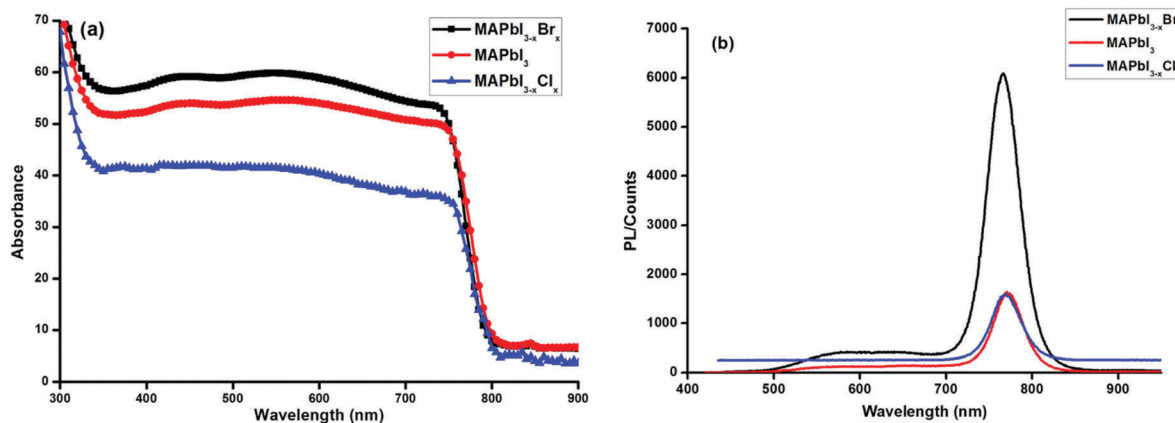 (a)
MAPbI3-xBrx
MAPbI3
MAPbI3-xClx
70
60
50
40
30
20
10
0
Absorbance
300 400 500 600 700 800 900
Wavelength (nm)
(b)
MAPbI3-xBr
MAPbI3
MAPbI3-xCl
7000
6000
5000
4000
3000
2000
1000
0
PL/Counts
400 500 600 700 800 900
Wavelength (nm)